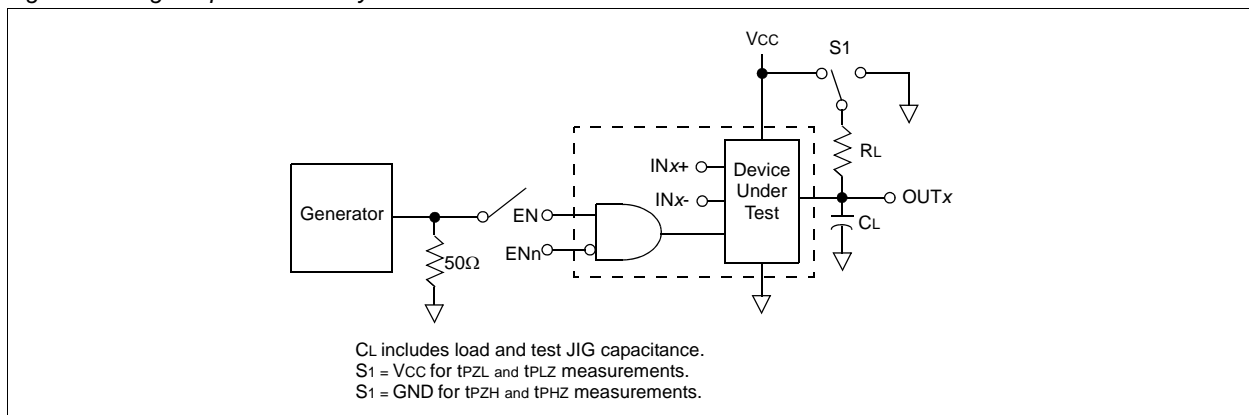 VCC
S1
RL
INx+
Device
Under
Test
INx-
OUTx
Generator
EN
CL
ENn
50Ω
CL includes load and test JIG capacitance.
S1 = VCC for tPZL and tPLZ measurements.
S1 = GND for tPZH and tPHZ measurements.